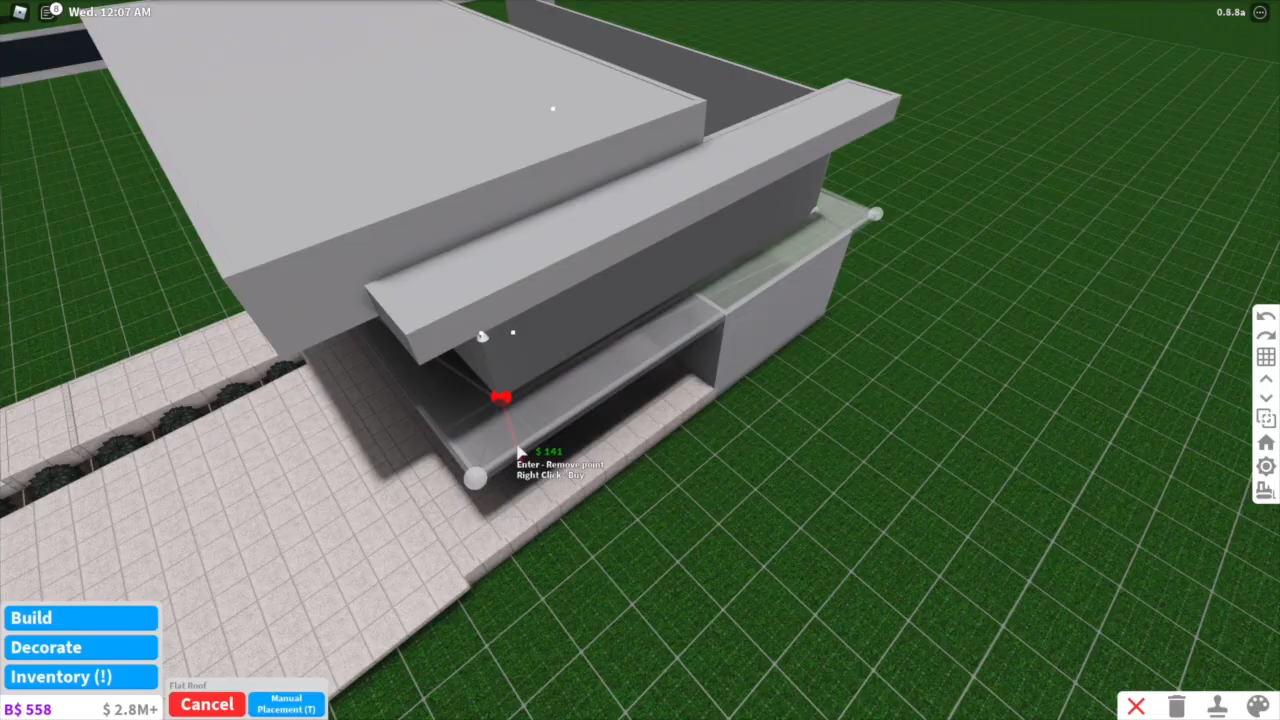 8
Wed. 12:07 AM
0.8.8a
$ 141
Enter - Remove point
Right Click - Buy
Build
Decorate
Inventory (!)
B$ 558
$ 2.8M+
Flat Roof
Cancel
Manual
Placement (T)